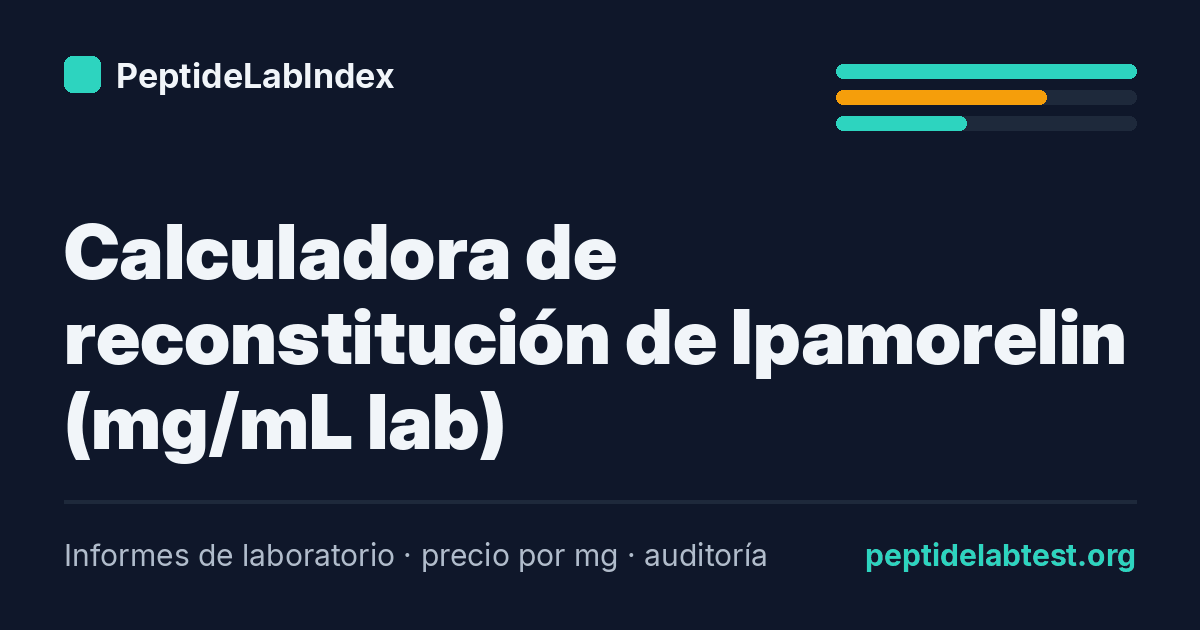 PeptideLabIndex
Calculadora de
reconstitución de Ipamorelin
(mg/mL lab)
Informes de laboratorio · precio por mg · auditoría
peptidelabtest.org